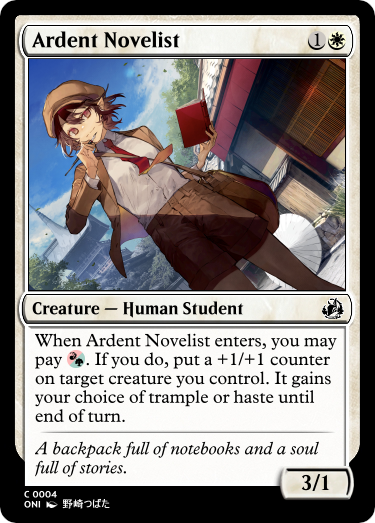 Ardent Novelist 1
Creature — Human Student
When Ardent Novelist enters, you may
pay . If you do, put a +1/+1 counter
on target creature you control. It gains
your choice of trample or haste until
end of turn.
A backpack full of notebooks and a soul
full of stories.
3/1
C 0004
ONI 野崎つばた